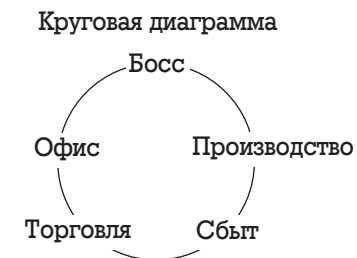 Круговая диаграмма
Босс
Офис Производство
Торговля Сбыт